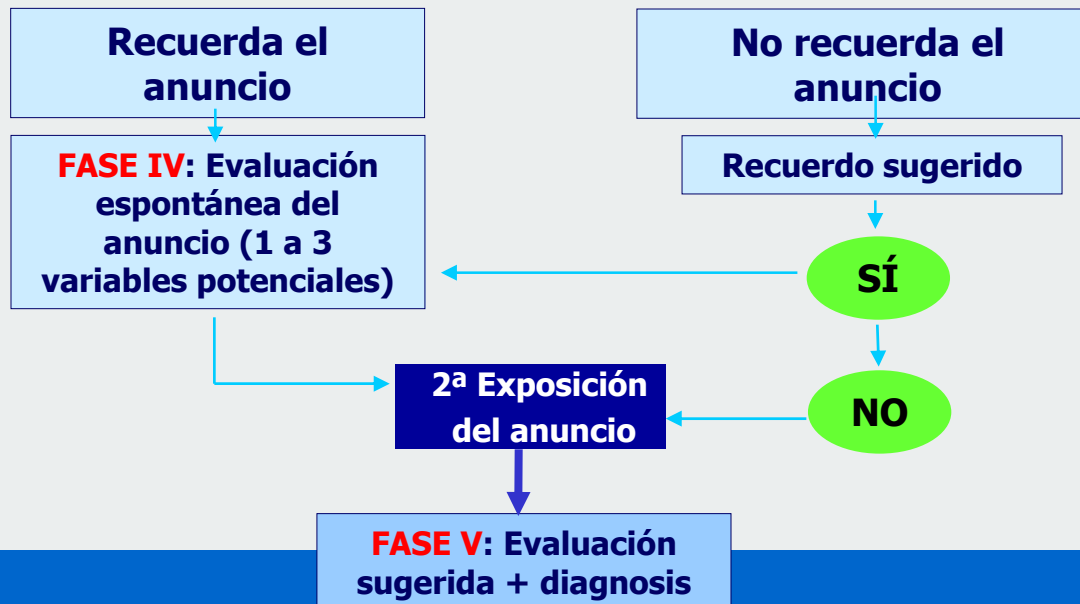 Recuerda el
anuncio
No recuerda el
anuncio
FASE IV: Evaluación
espontánea del
anuncio (1 a 3
variables potenciales)
Recuerdo sugerido
SÍ
2ª Exposición
del anuncio
NO
FASE V: Evaluación
sugerida + diagnosis